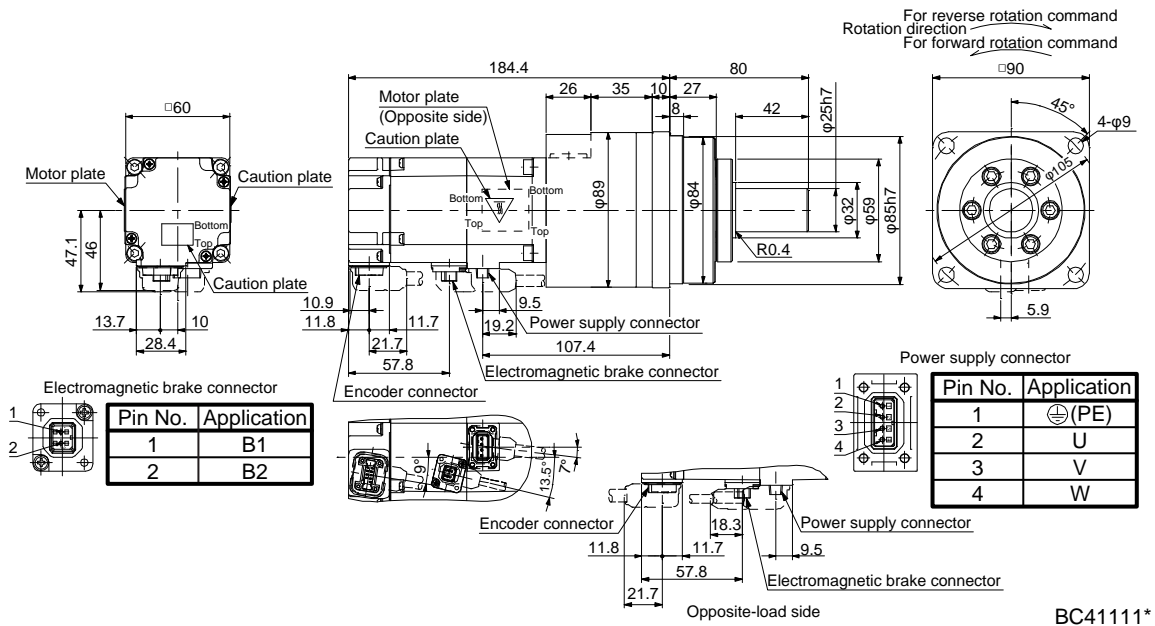 For reverse rotation command
Rotation direction
For forward rotation command
184.4
80
□90
26
35
10
27
□60
Motor plate
(Opposite side)
Caution plate
8
42
φ25h7
45°
4-φ9
Motor plate
Caution plate
Bottom
Bottom
φ89
φ84
φ105
Bottom
Top
Top
Top
φ32
φ59
φ85h7
47.1
46
R0.4
Caution plate
10.9
9.5
5.9
13.7
10
11.8
11.7
19.2
Power supply connector
28.4
21.7
107.4
57.8
Electromagnetic brake connector
Encoder connector
Electromagnetic brake connector
1
2
Pin No. Application
1 B1
2 B2
Power supply connector
1
2
3
4
Pin No. Application
1 (PE)
2 U
3 V
4 W
9°
13.5°
7°
Encoder connector
18.3
Power supply connector
11.8
11.7
9.5
57.8
Electromagnetic brake connector
21.7
Opposite-load side
BC41111*